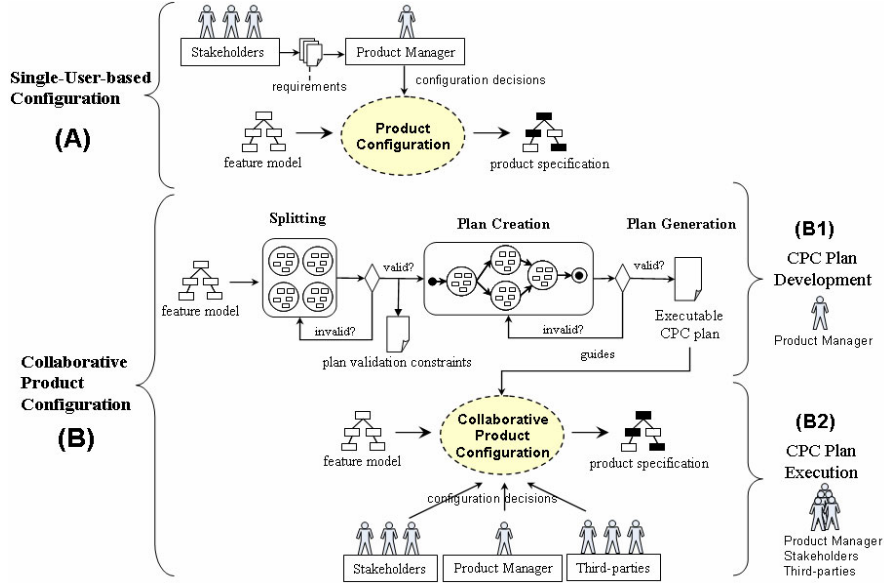 Stakeholders
Product Manager
requirements
configuration decisions
Single-User-based
Configuration
(A)
Product
Configuration
feature model
product specification
Splitting
Plan Creation
Plan Generation
valid?
valid?
feature model
invalid?
invalid?
plan validation constraints
Executable
CPC plan
guides
(B1)
CPC Plan
Development
Product Manager
Collaborative
Product
Configuration
(B)
Collaborative
Product
Configuration
feature model
product specification
configuration decisions
Stakeholders
Product Manager
Third-parties
(B2)
CPC Plan
Execution
Product Manager
Stakeholders
Third-parties